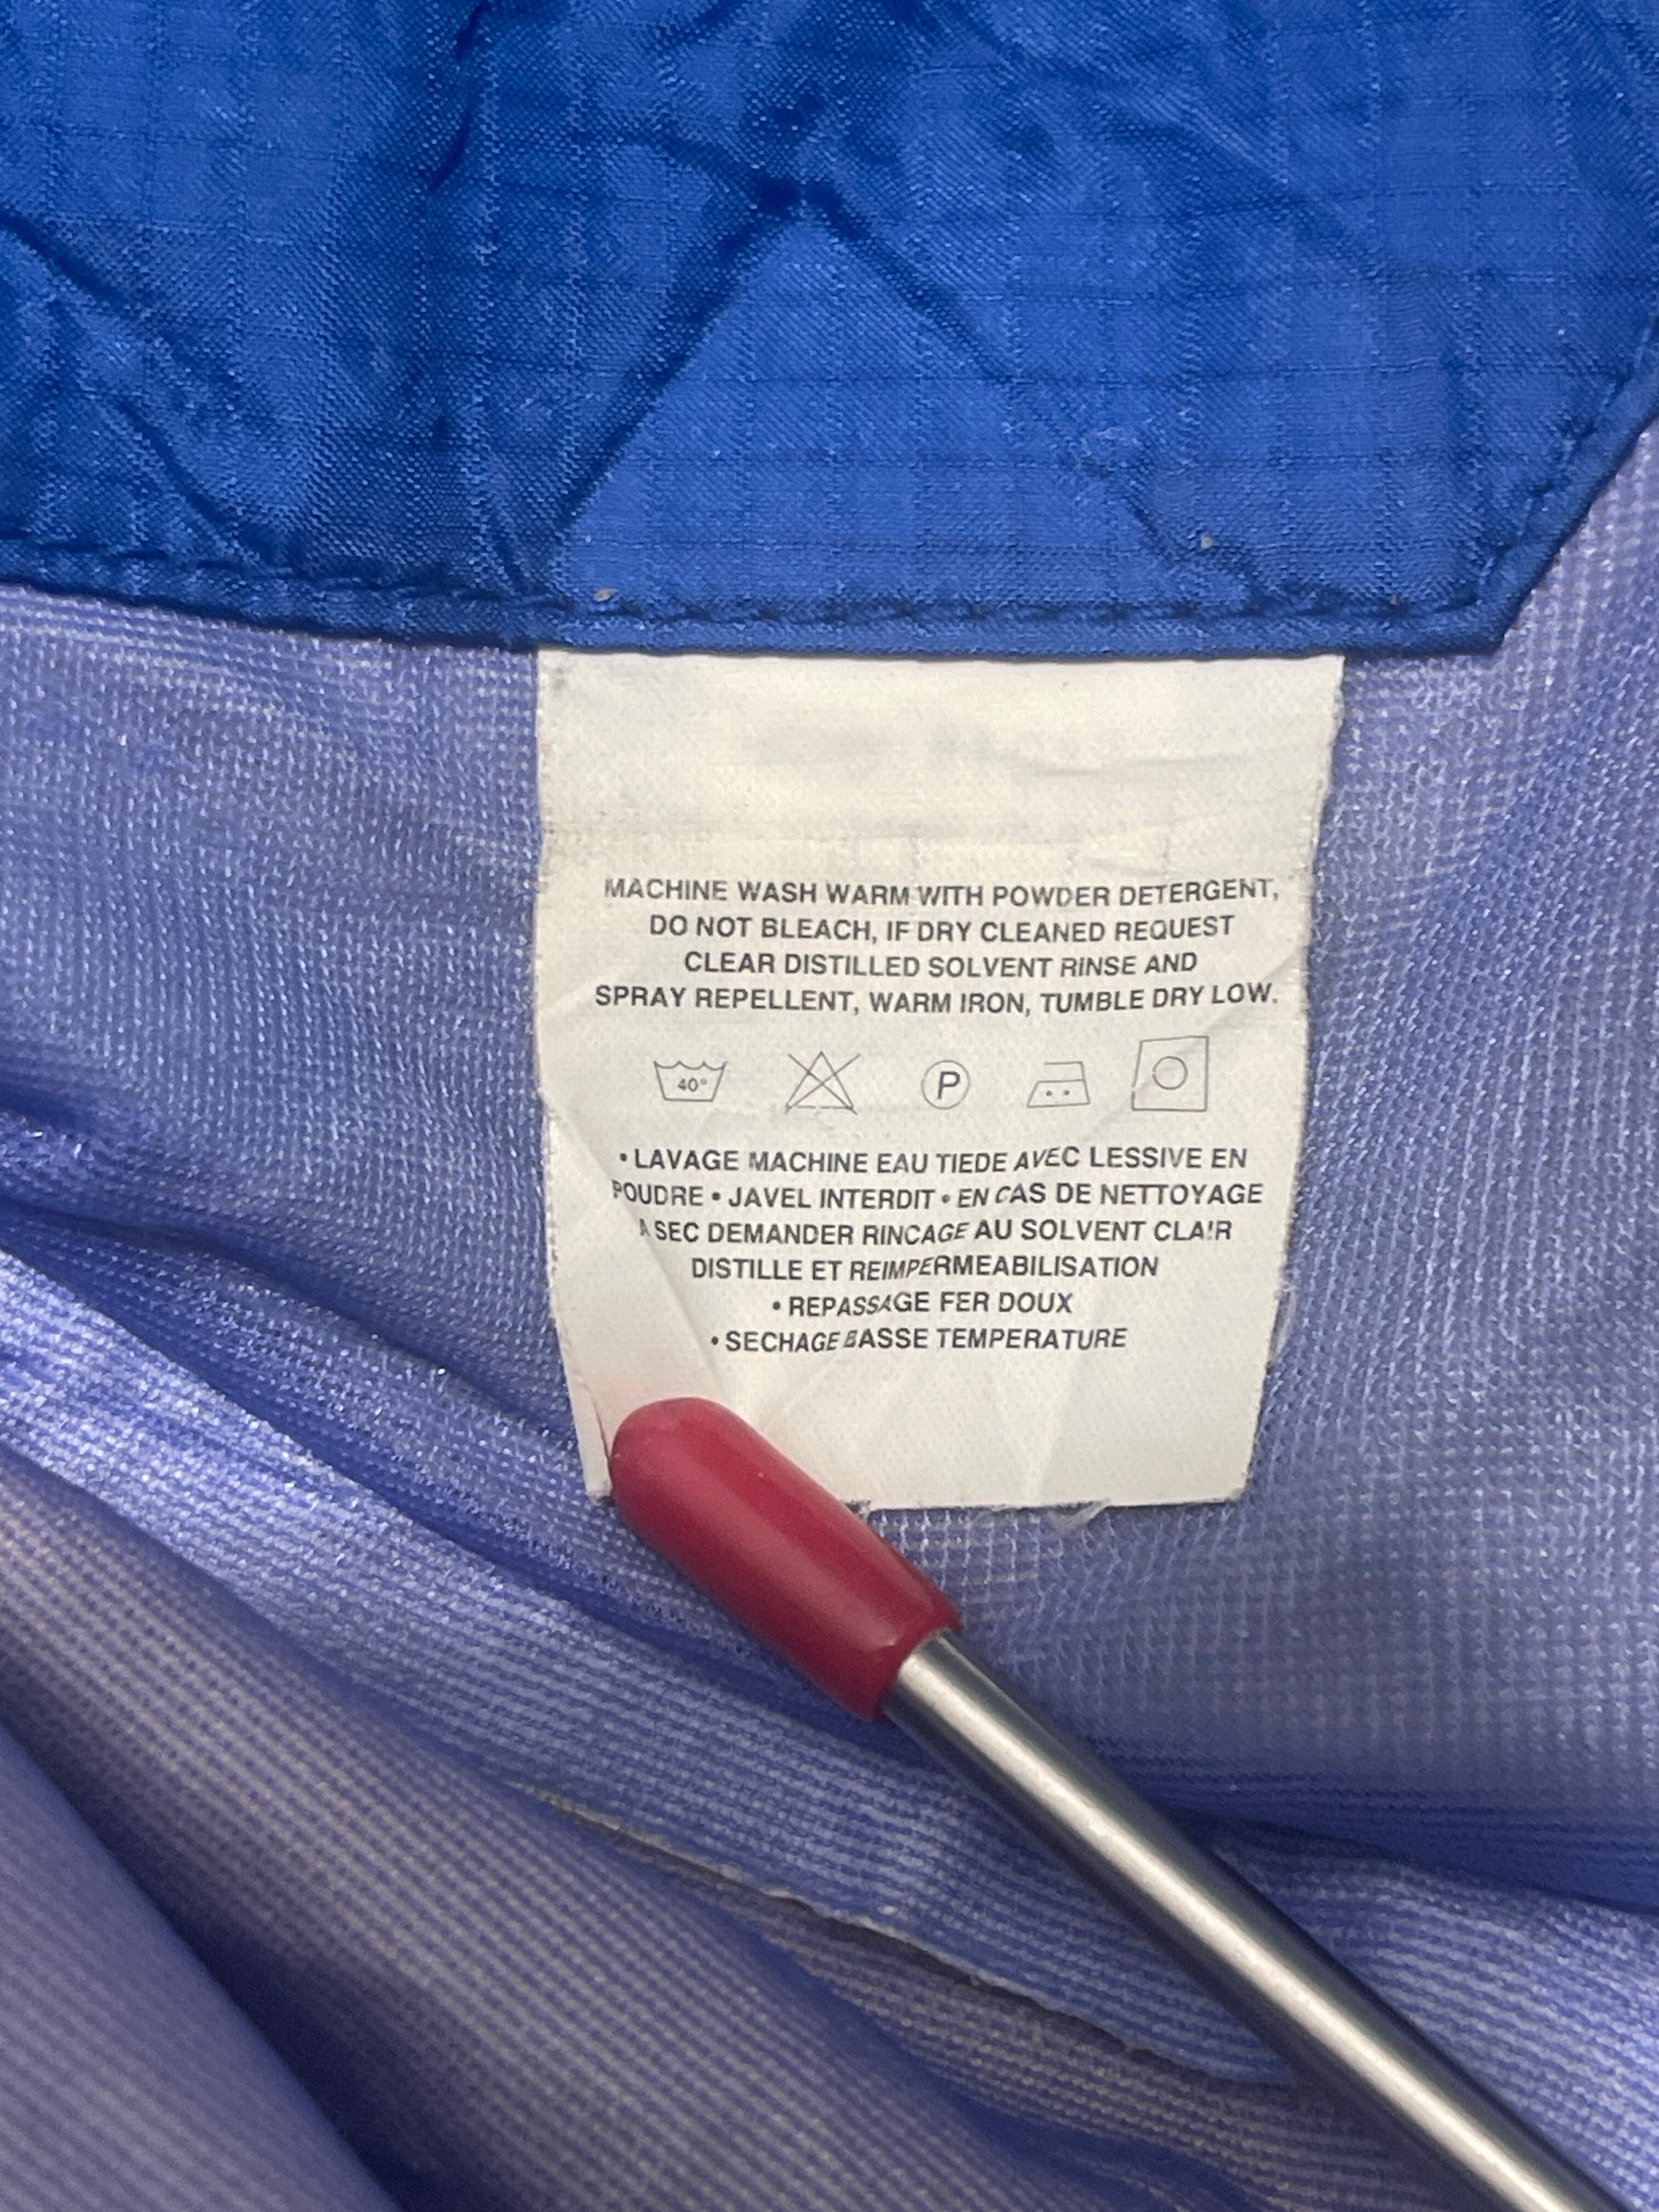 MACHINE WASH WARM WITH POWDER DETERGENT,
DO NOT BLEACH, IF DRY CLEANED REQUEST
CLEAR DISTILLED SOLVENT RINSE AND
SPRAY REPELLENT, WARM IRON, TUMBLE DRY LOW.
40° P
• LAVAGE MACHINE EAU TIEDE AVEC LESSIVE EN
POUDRE • JAVEL INTERDIT • EN CAS DE NETTOYAGE
A SEC DEMANDER RINCAGE AU SOLVENT CLAIR
DISTILLE ET REIMPERMEABILISATION
• REPASSAGE FER DOUX
• SECHAGE BASSE TEMPERATURE